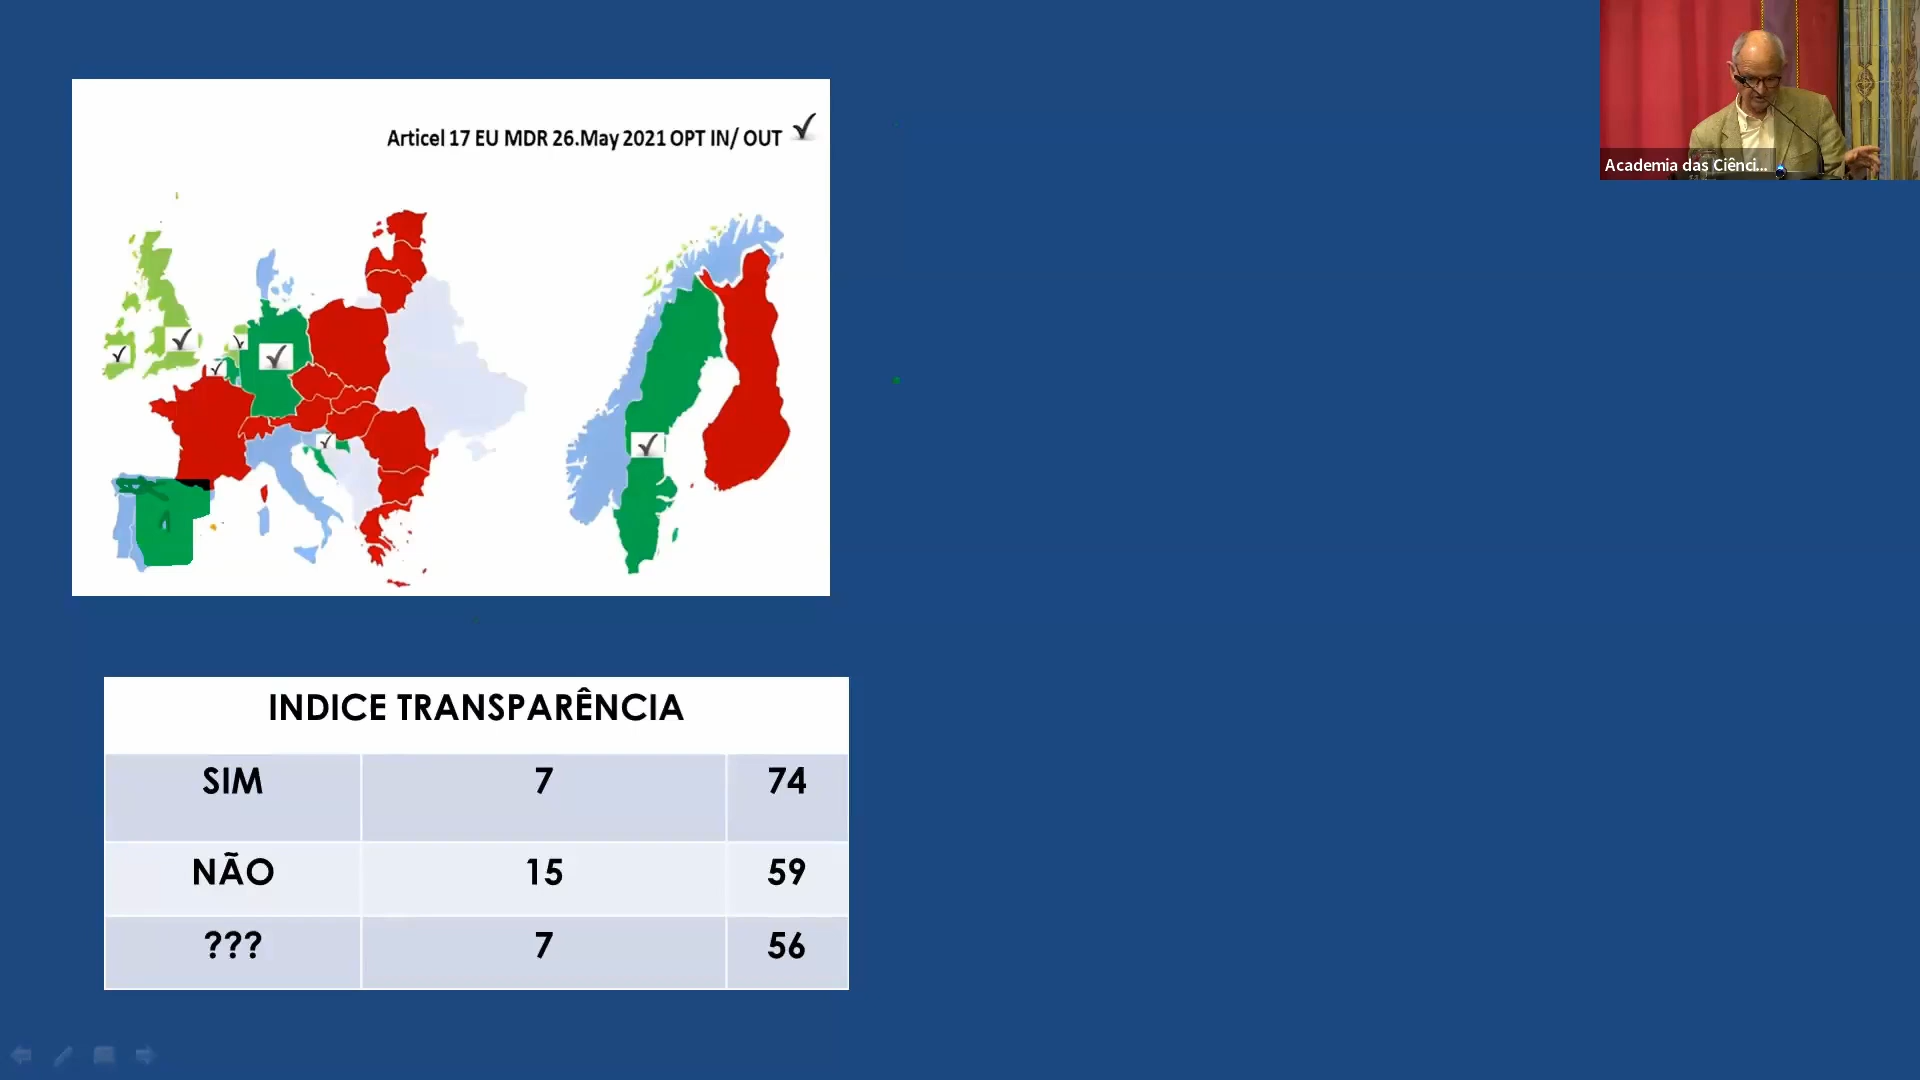 Academia das Ciênci...
Articel 17 EU MDR 26.May 2021 OPT IN/ OUT
INDICE TRANSPARÊNCIA
SIM 7 74
NÃO 15 59
??? 7 56